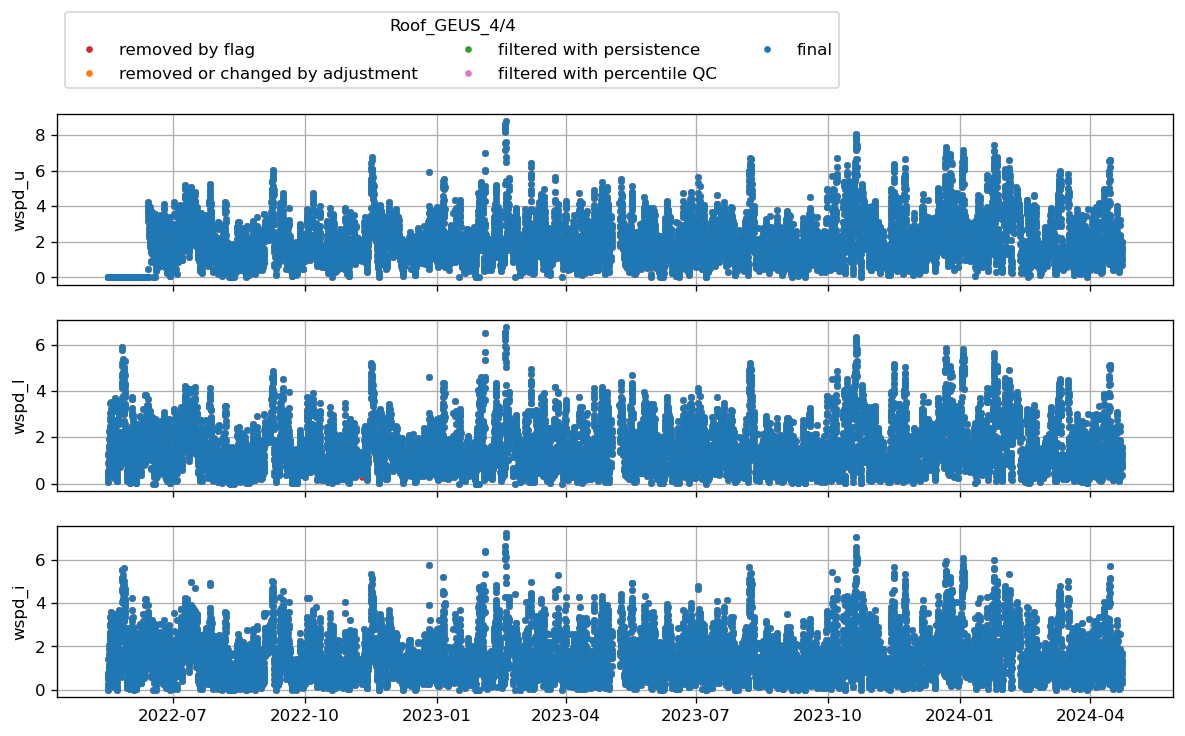 Roof_GEUS_4/4
removed by flag
removed or changed by adjustment
filtered with persistence
filtered with percentile QC
final
wspd_u
8
6
4
2
0
wspd_l
6
4
2
0
wspd_i
6
4
2
0
2022-07 2022-10 2023-01 2023-04 2023-07 2023-10 2024-01 2024-04